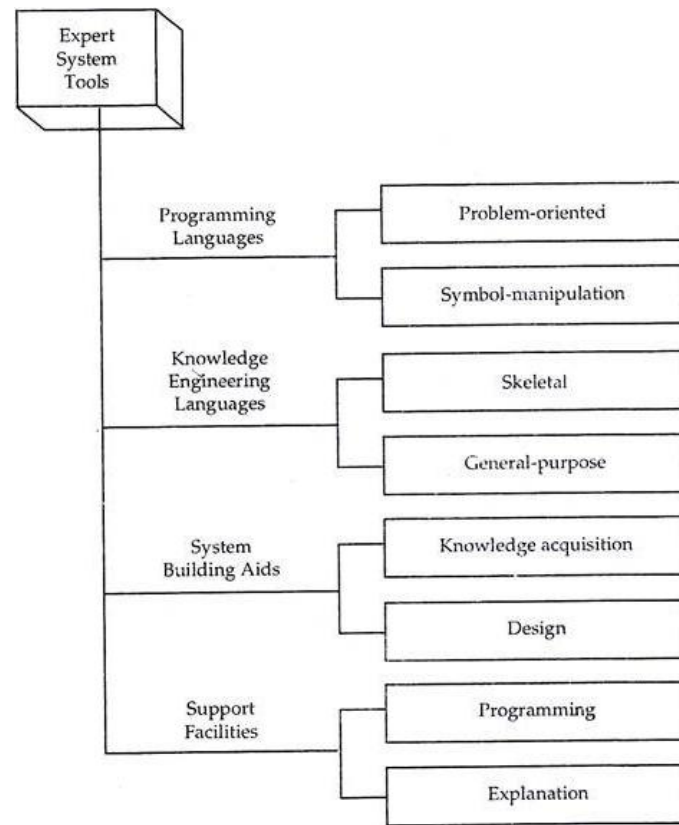 Expert
System
Tools
Programming
Languages
Problem-oriented
Symbol-manipulation
Knowledge
Engineering
Languages
Skeletal
General-purpose
System
Building Aids
Knowledge acquisition
Design
Support
Facilities
Programming
Explanation